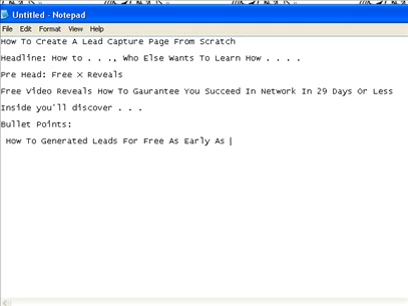 Untitled - Notepad
File Edit Format View Help
How To Create A Lead Capture Page From Scratch
Headline: How to . . ., Who Else Wants To Learn How . . . .
Pre Head: Free X Reveals
Free Video Reveals How To Gaurantee You Succeed In Network In 29 Days Or Less
Inside you'll discover . . .
Bullet Points:
How To Generated Leads For Free As Early As